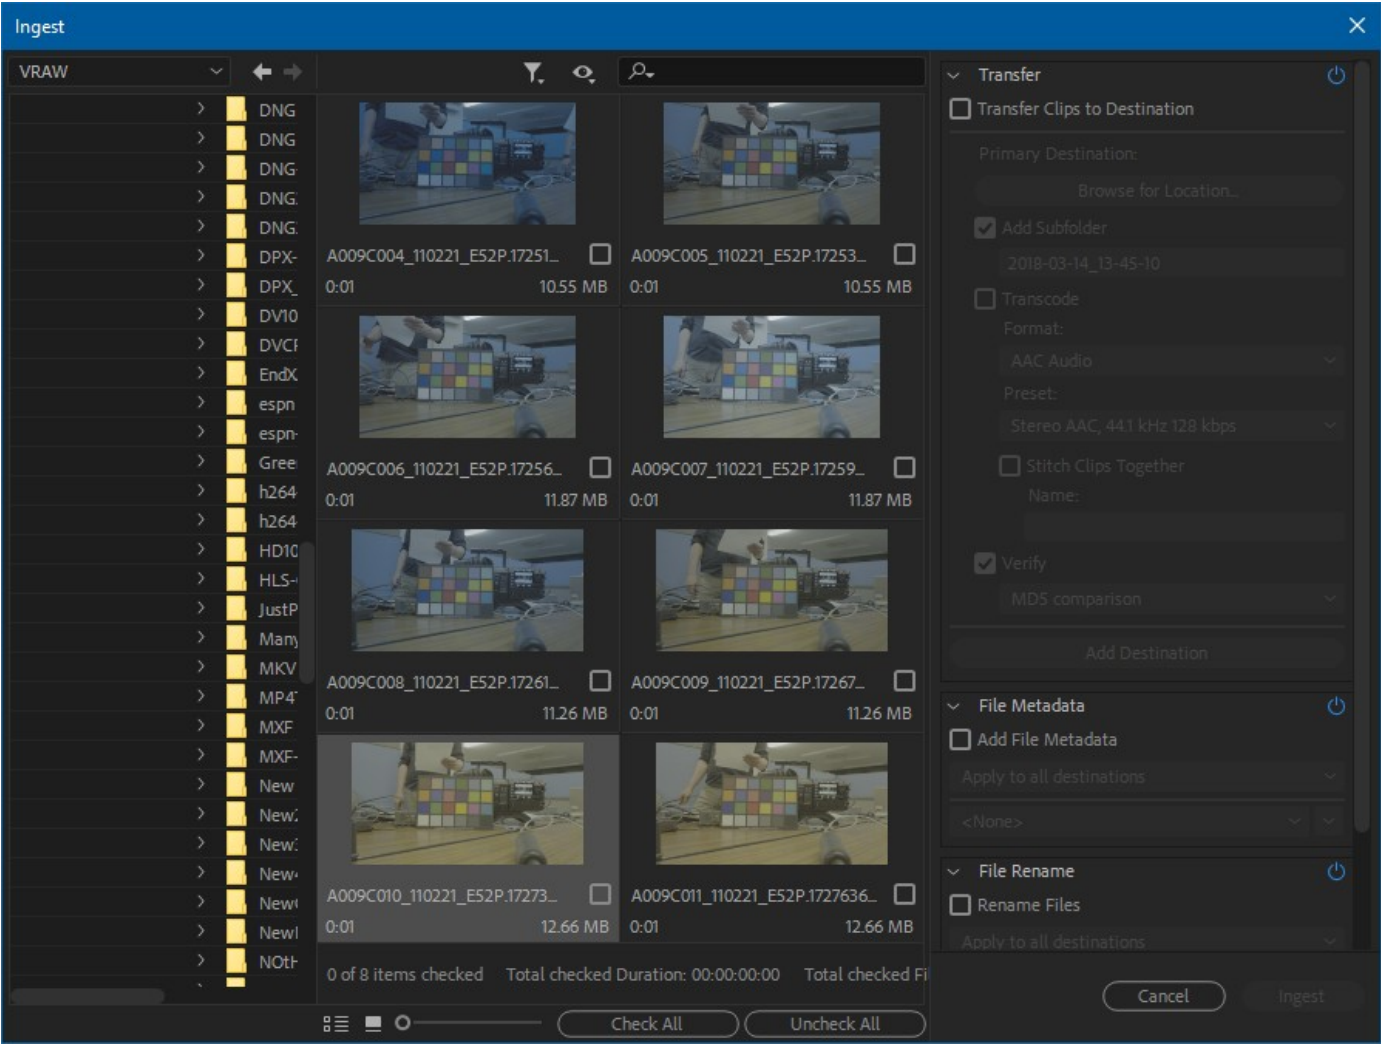 Ingest
VRAW
DNG
DNG
DNG-
DNG
DNG
DPX-
DPX_
DV10
DVCF
EndX
espn
espn-
Gree
h264-
h264-
HD10
HLS-
JustP
Many
MKV
MP4
MXF
MXF-
New
New2
New3
New4
New
New
NOtH
A009C004_110221_E52P.17251...
0:01 10.55 MB
A009C005_110221_E52P.17253...
0:01 10.55 MB
A009C006_110221_E52P.17256...
0:01 11.87 MB
A009C007_110221_E52P.17259...
0:01 11.87 MB
A009C008_110221_E52P.17261...
0:01 11.26 MB
A009C009_110221_E52P.17267...
0:01 11.26 MB
A009C010_110221_E52P.17273...
0:01 12.66 MB
A009C011_110221_E52P.1727636...
0:01 12.66 MB
0 of 8 items checked Total checked Duration: 00:00:00:00 Total checked Fi
Check All Uncheck All
Transfer
Transfer Clips to Destination
Primary Destination:
Browse for Location...
Add Subfolder
2018-03-14_13-45-10
Transcode
Format:
AAC Audio
Preset:
Stereo AAC, 44.1 kHz 128 kbps
Stitch Clips Together
Name:
Verify
MD5 comparison
Add Destination
File Metadata
Add File Metadata
Apply to all destinations
<None>
File Rename
Rename Files
Apply to all destinations
Cancel Ingest